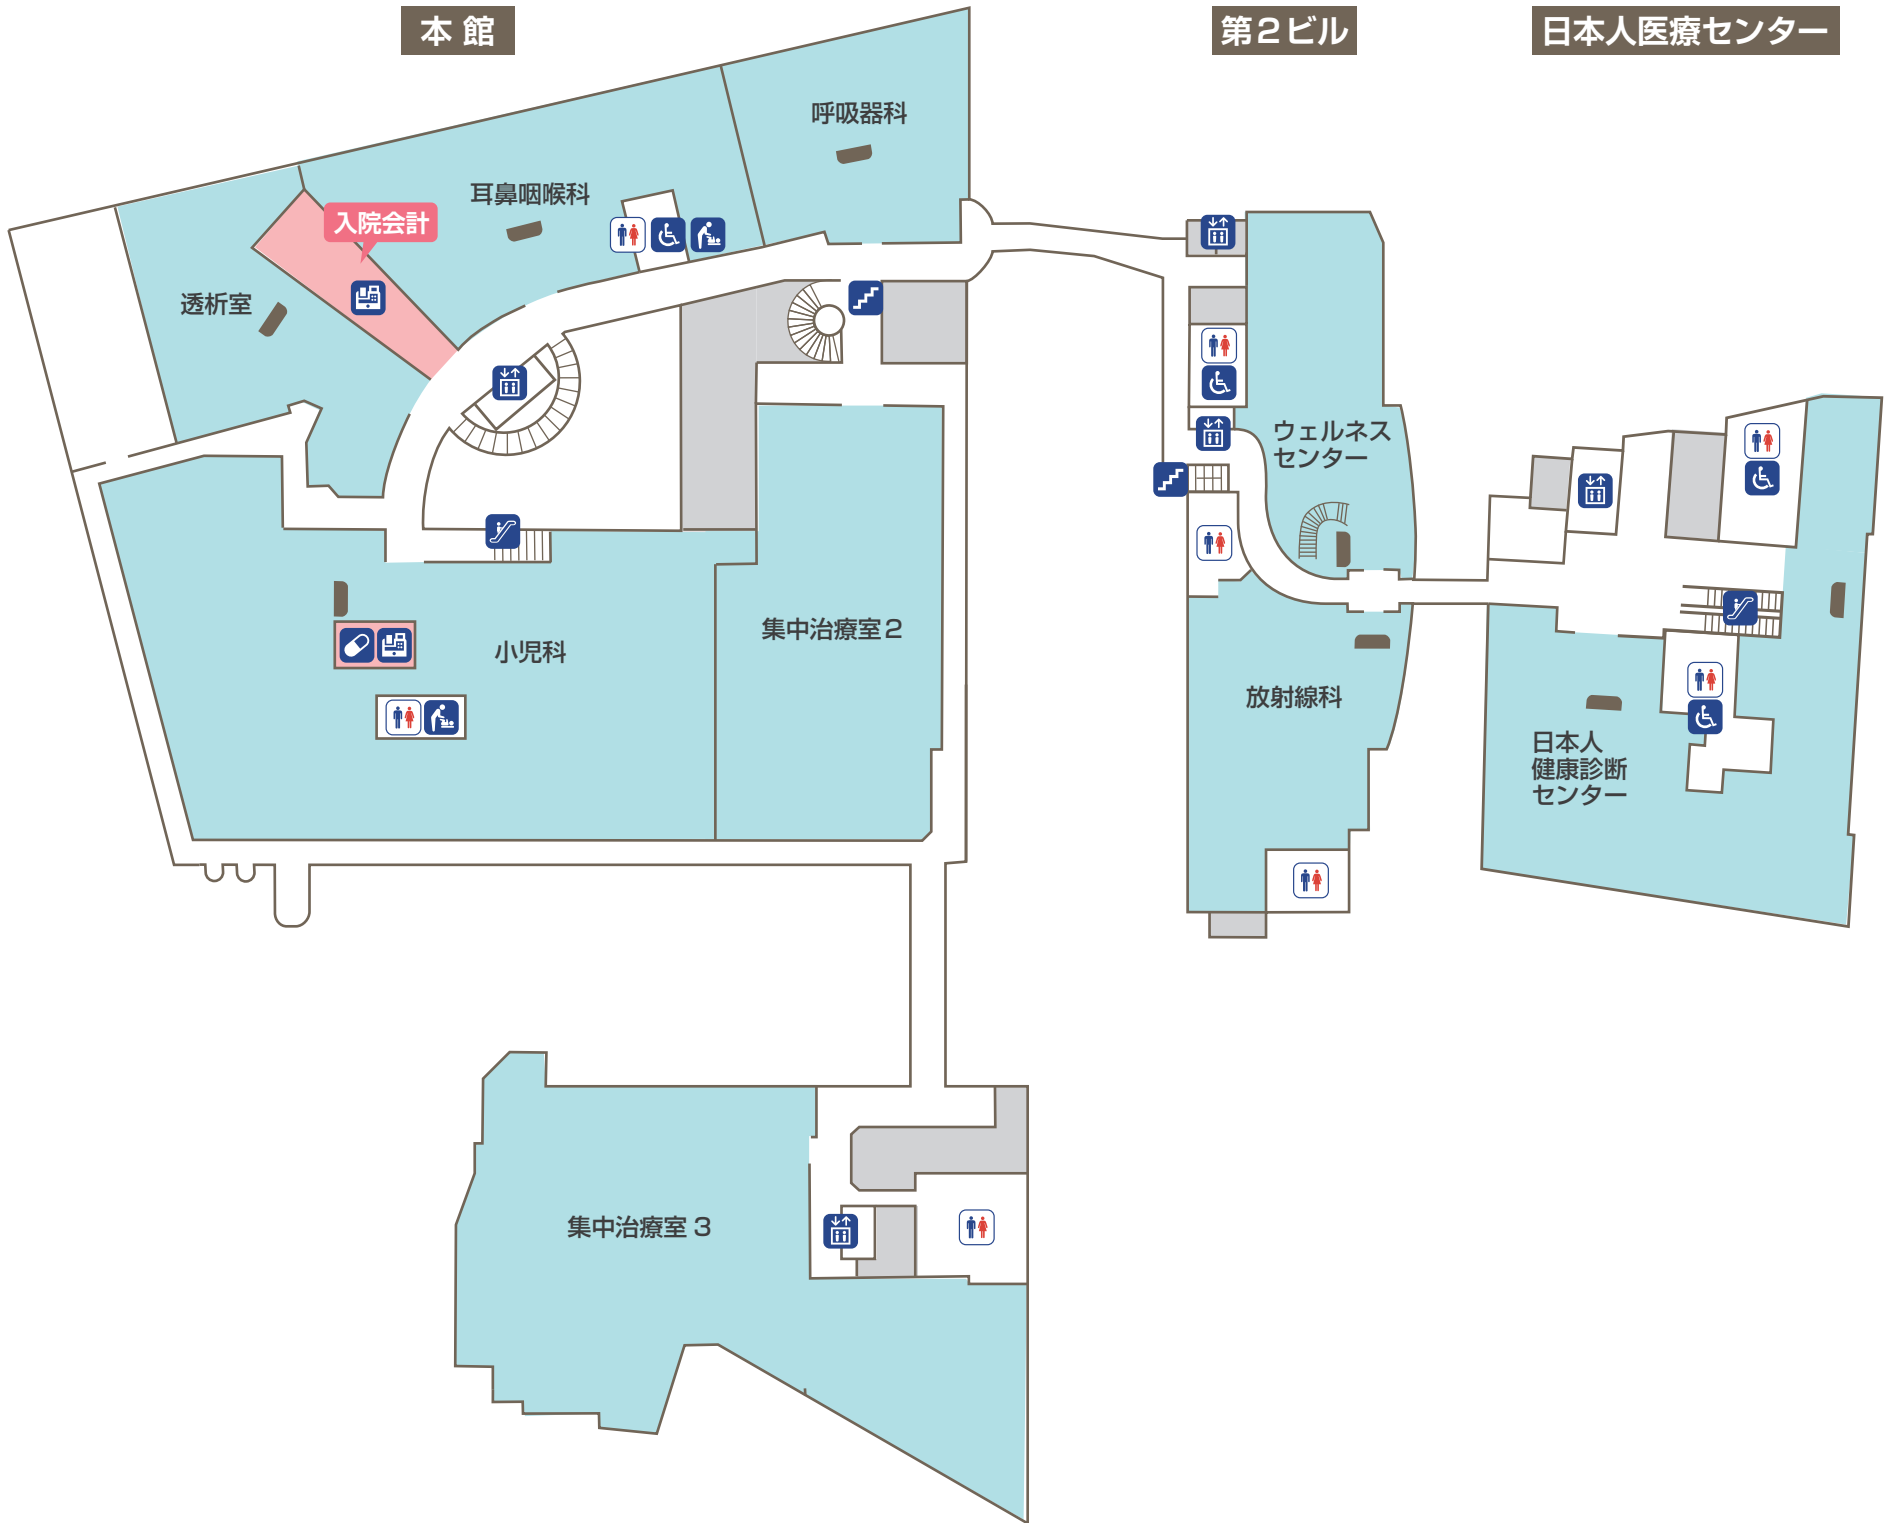 本館
第2ビル
日本人医療センター
呼吸器科
耳鼻咽喉科
入院会計
透析室
ウェルネス
センター
集中治療室2
小児科
放射線科
日本人
健康診断
センター
集中治療室3